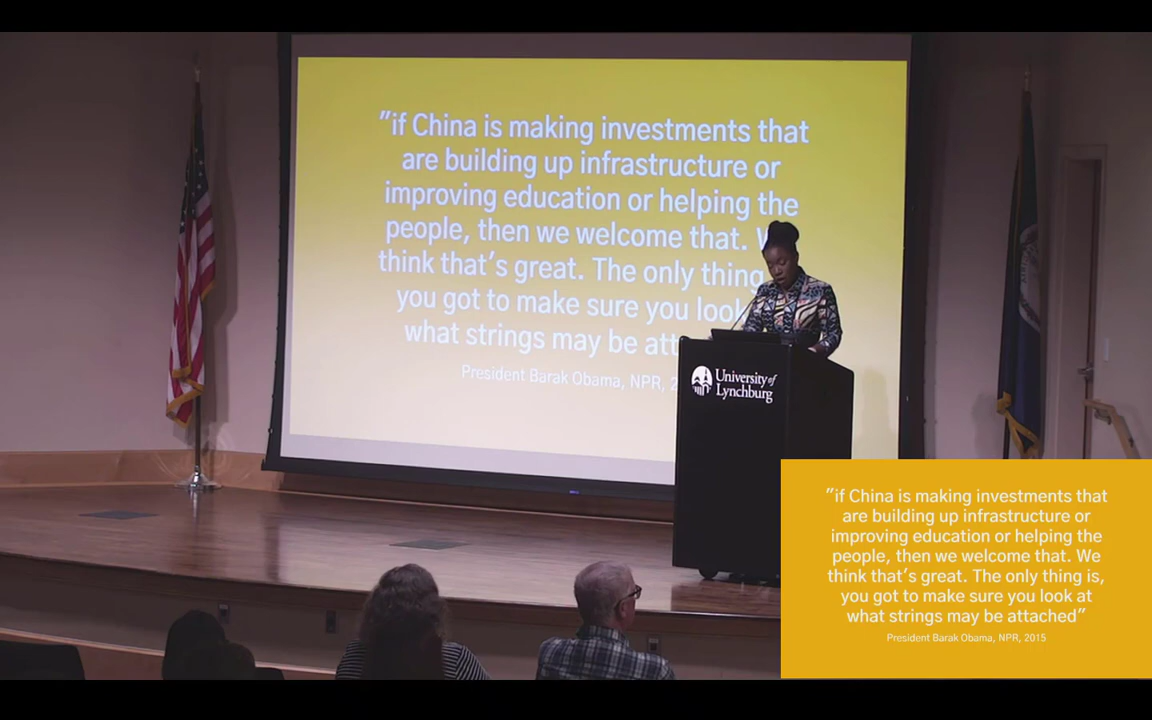 "if China is making investments that
are building up infrastructure or
improving education or helping the
people, then we welcome that. W
think that's great. The only thing
you got to make sure you look
what strings may be att
President Barak Obama, NPR, 2
University of
Lynchburg
"if China is making investments that
are building up infrastructure or
improving education or helping the
people, then we welcome that. We
think that's great. The only thing is,
you got to make sure you look at
what strings may be attached"
President Barak Obama, NPR, 2015